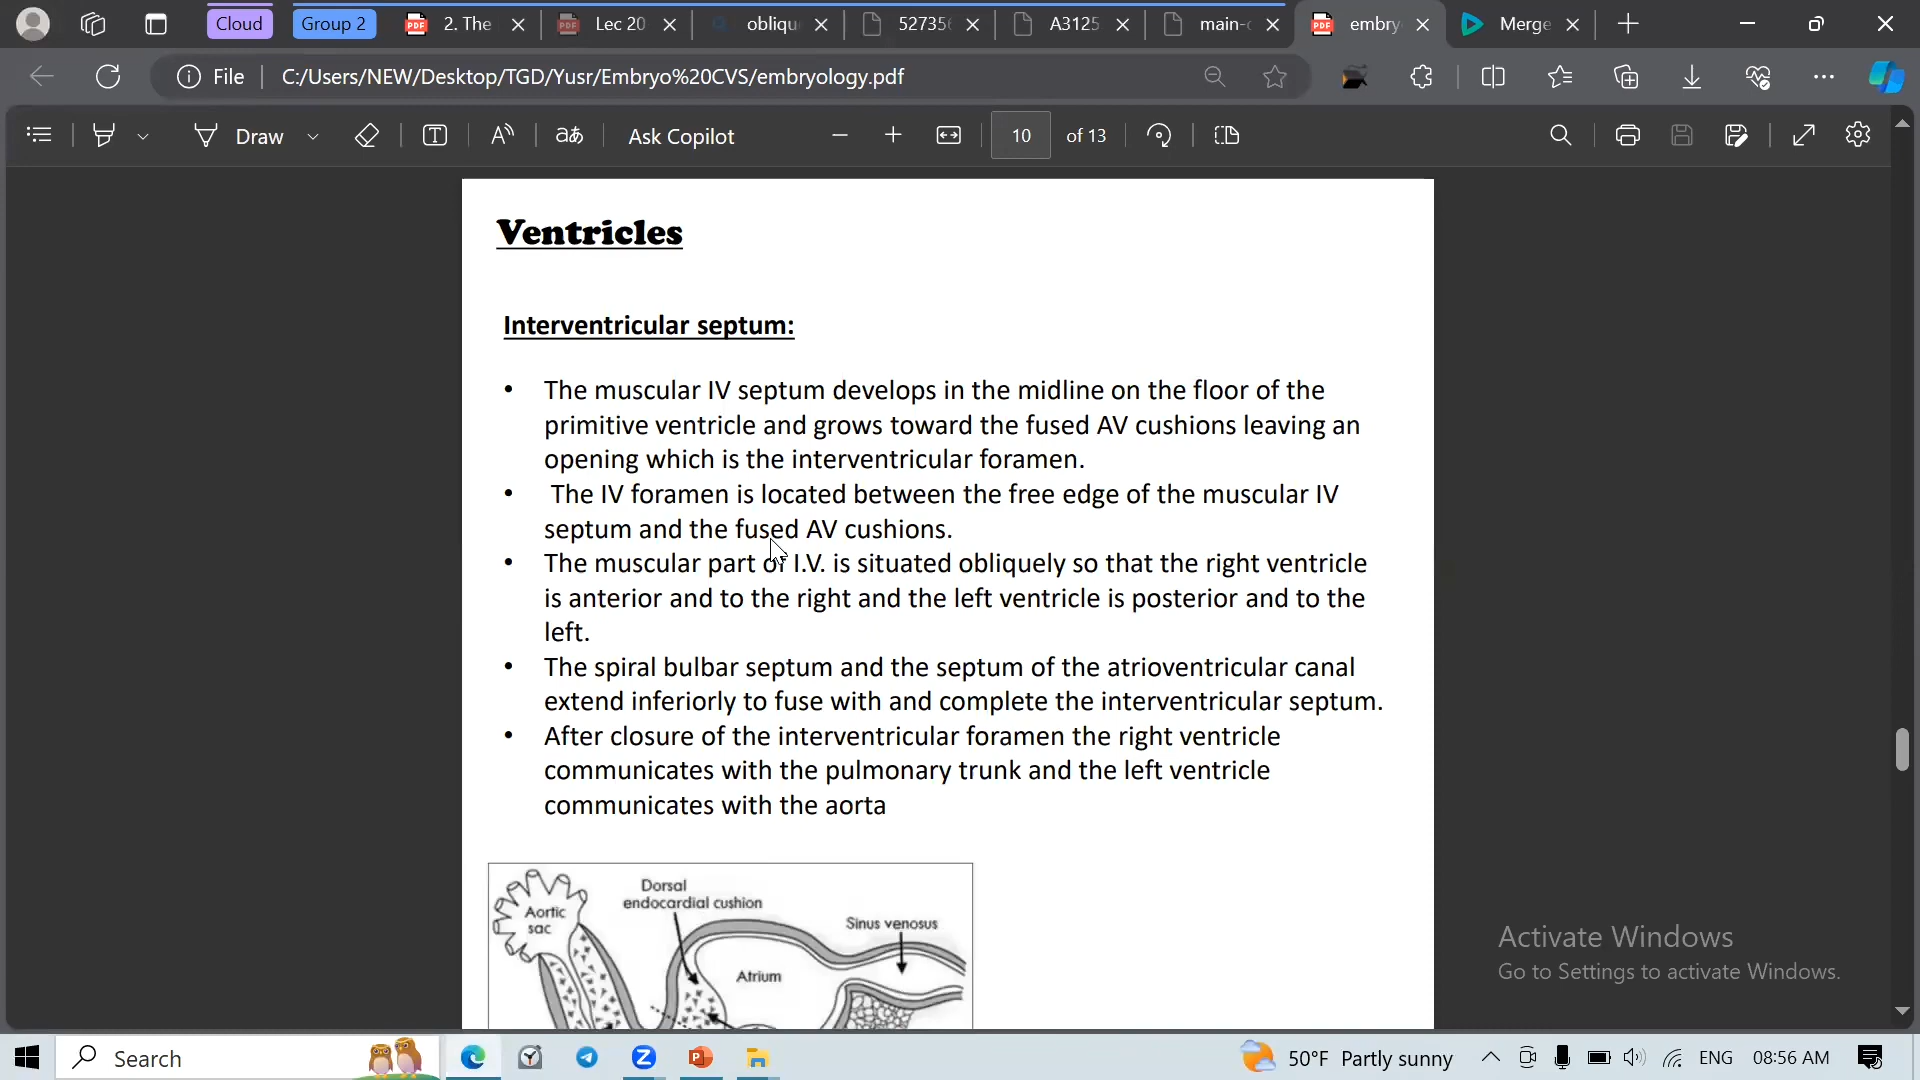 Cloud
Group 2
2. The
Lec 20
obliqu
52735
A3125
main-c
embry
Merge
File
C:/Users/NEW/Desktop/TGD/Yusr/Embryo%20CVS/embryology.pdf
Draw
Ask Copilot
10
of 13
Ventricles
Interventricular septum:
• The muscular IV septum develops in the midline on the floor of the
primitive ventricle and grows toward the fused AV cushions leaving an
opening which is the interventricular foramen.
• The IV foramen is located between the free edge of the muscular IV
septum and the fused AV cushions.
• The muscular part of I.V. is situated obliquely so that the right ventricle
is anterior and to the right and the left ventricle is posterior and to the
left.
• The spiral bulbar septum and the septum of the atrioventricular canal
extend inferiorly to fuse with and complete the interventricular septum.
• After closure of the interventricular foramen the right ventricle
communicates with the pulmonary trunk and the left ventricle
communicates with the aorta
Dorsal
endocardial cushion
Aortic
sac
Sinus venosus
Atrium
Activate Windows
Go to Settings to activate Windows.
Search
50°F Partly sunny
ENG
08:56 AM